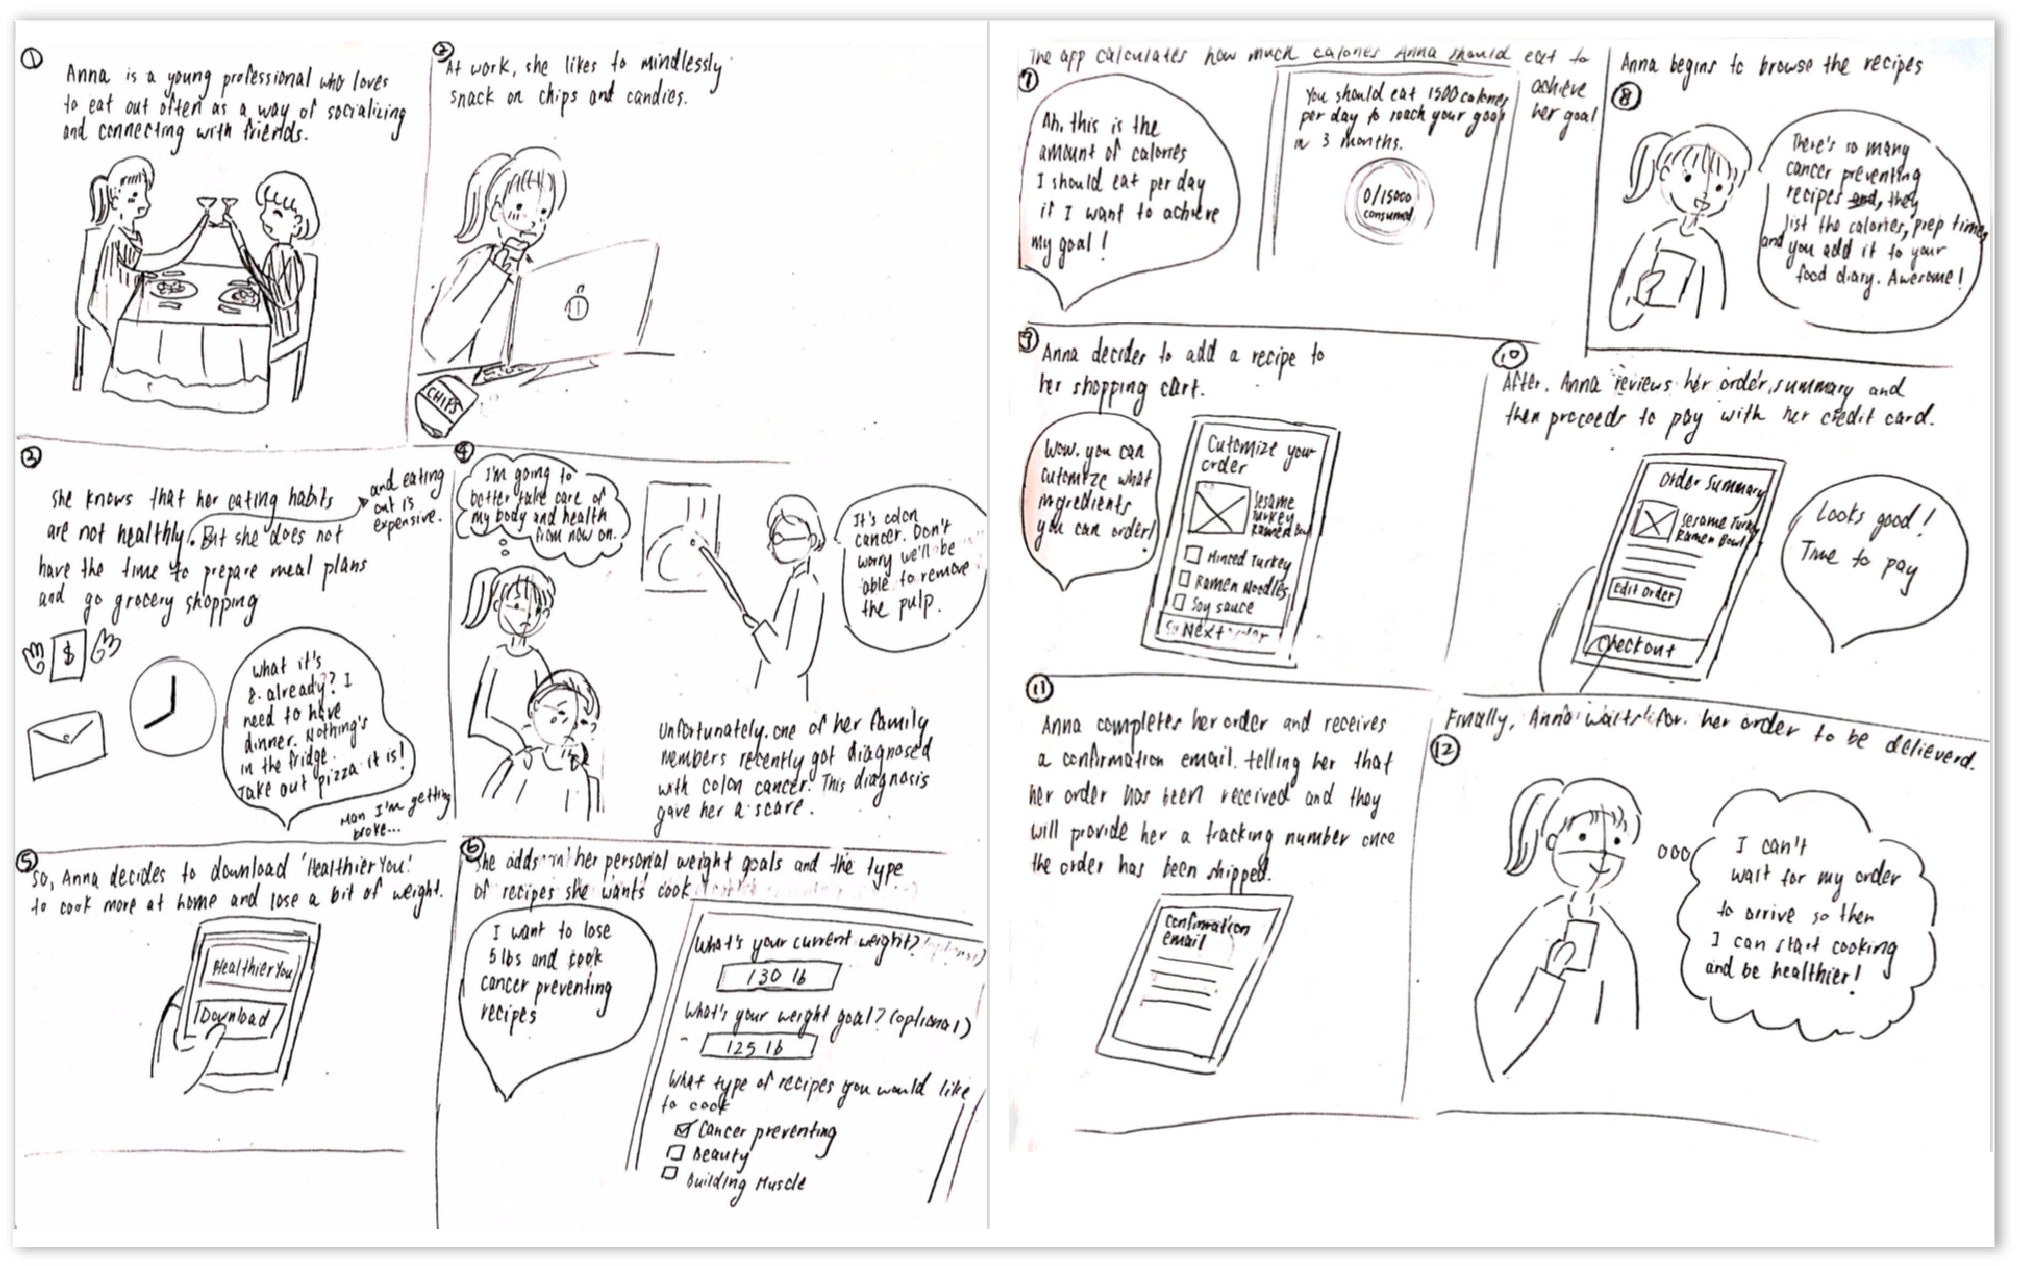 1
Anna is a young professional who loves
to eat out often as a way of socializing
and connecting with friends.
2
At work, she likes to mindlessly
snack on chips and candies.
CHIPS
3
She knows that her eating habits
are not healthy. But she does not
have the time to prepare meal plans
and go grocery shopping
and eating
out is
expensive.
$
What it's
8. already? I
need to have
dinner. Nothing's
in the fridge.
Take out pizza it is!
Man I'm getting
broke...
4
I'm going to
better take care of
my body and health
from now on.
It's colon
cancer. Don't
worry we'll be
able to remove
the pulp.
Unfortunately, one of her family
members recently got diagnosed
with colon cancer. This diagnosis
gave her a scare.
5
So, Anna decides to download 'HealthierYou'
to cook more at home and lose a bit of weight.
HealthierYou
Download
6
She adds in her personal weight goals and the type
of recipes she wants cook
I want to lose
5 lbs and cook
cancer preventing
recipes
What's your current weight? (optional)
130 lb
What's your weight goal? (optional)
125 lb
What type of recipes you would like
to cook
Cancer preventing
Beauty
Building Muscle
The app calculates how much calories Anna should eat to
achieve
her goal
7
Ah, this is the
amount of calories
I should eat per day
if I want to achieve
my goal!
You should eat 1500 calories
per day to reach your goal
in 3 months.
0/15000
consumed
Anna begins to browse the recipes
8
There's so many
cancer preventing
recipes and, they
list the calories, prep times
and you add it to your
food diary. Awesome!
9
Anna decides to add a recipe to
her shopping cart.
Wow. you can
cutomize what
ingredients
you can order!
Cutomize your
order
Sesame
Turkey
Ramen Bowl
Minced Turkey
Ramen Noodles
Soy sauce
Next
10
After. Anna reviews her order summary and
then proceeds to pay with her credit card.
Order Summary
Sesame Turkey
Ramen Bowl
Edit order
Checkout
Looks good!
Time to pay
11
Anna completes her order and receives
a confirmation email. telling her that
her order has been received and they
will provide her a tracking number once
the order has been shipped.
Confirmation
email
Finally, Anna waits for her order to be delieverd.
12
I can't
wait for my order
to arrive so then
I can start cooking
and be healthier!